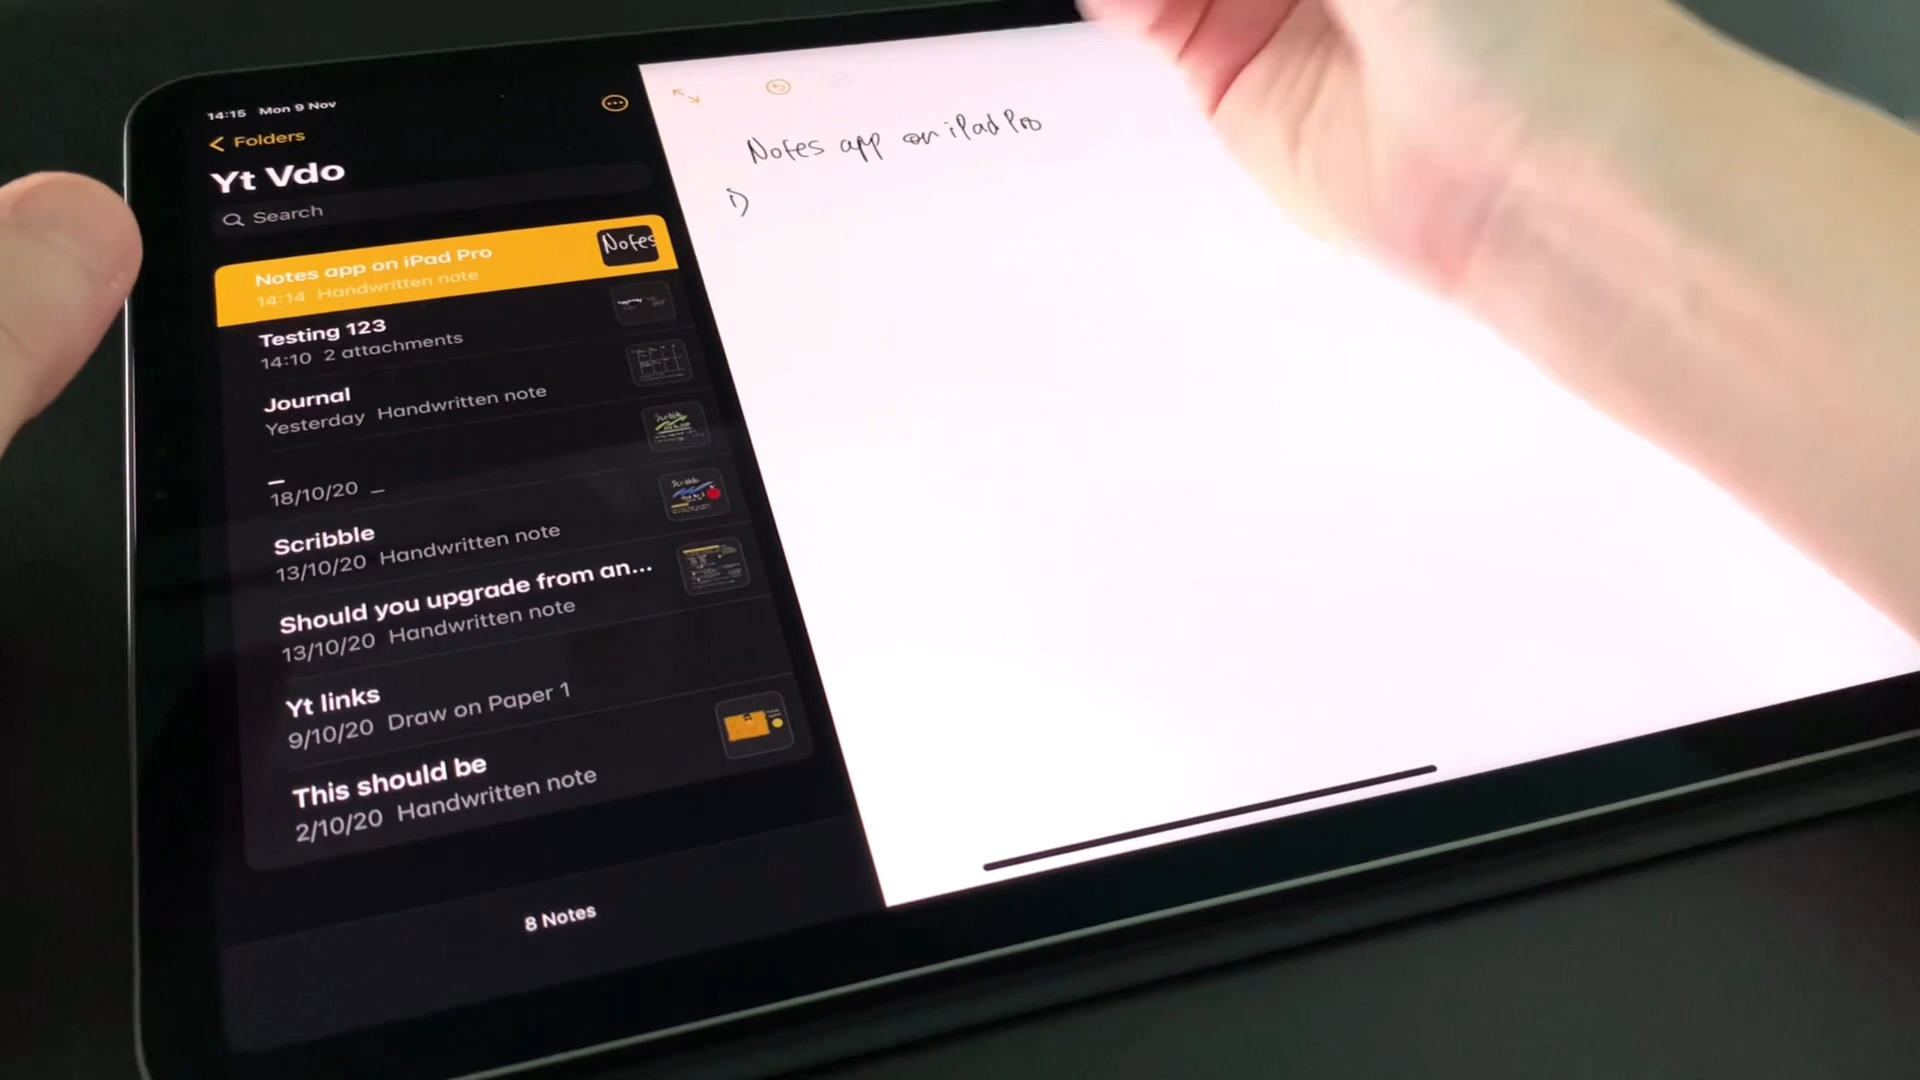 14:15 Mon 9 Nov
Folders
Yt Vdo
Search
Notes app on iPad Pro
14:14 Handwritten note
Notes
Testing 123
14:10 2 attachments
Journal
Yesterday Handwritten note
_
18/10/20 _
Scribble
13/10/20 Handwritten note
Should you upgrade from an...
13/10/20 Handwritten note
Yt links
9/10/20 Draw on Paper 1
This should be
2/10/20 Handwritten note
8 Notes
Notes app on iPad Pro
1)